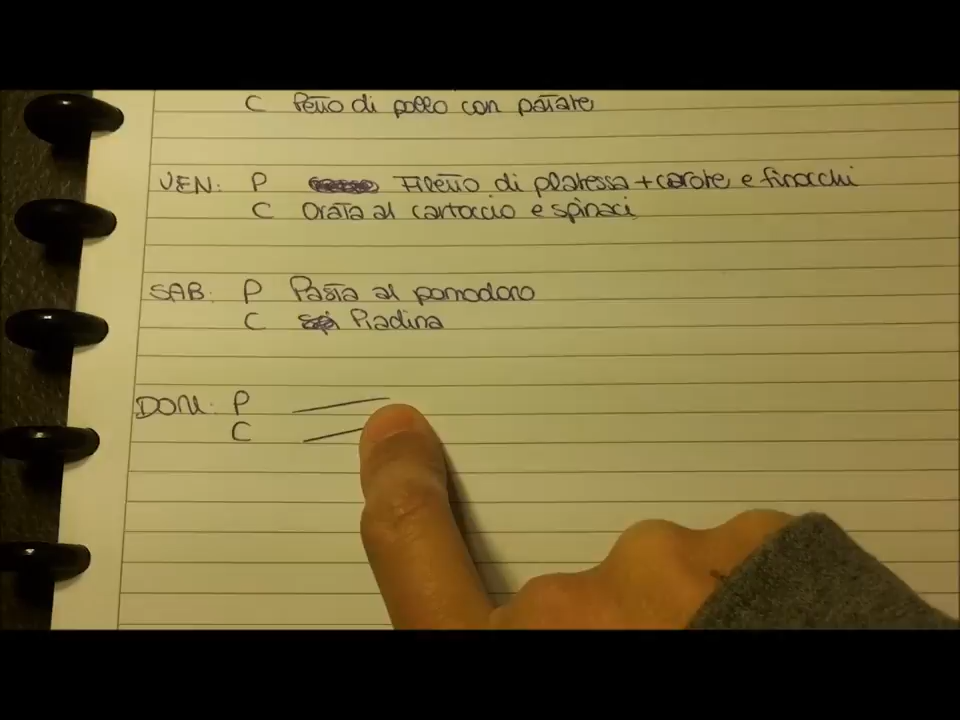 C Petto di pollo con patate
VEN: P Filetto di platessa + carote e finocchi
C Orata al cartoccio e spinaci
SAB: P Pasta al pomodoro
C Piadina
DOM: P
C